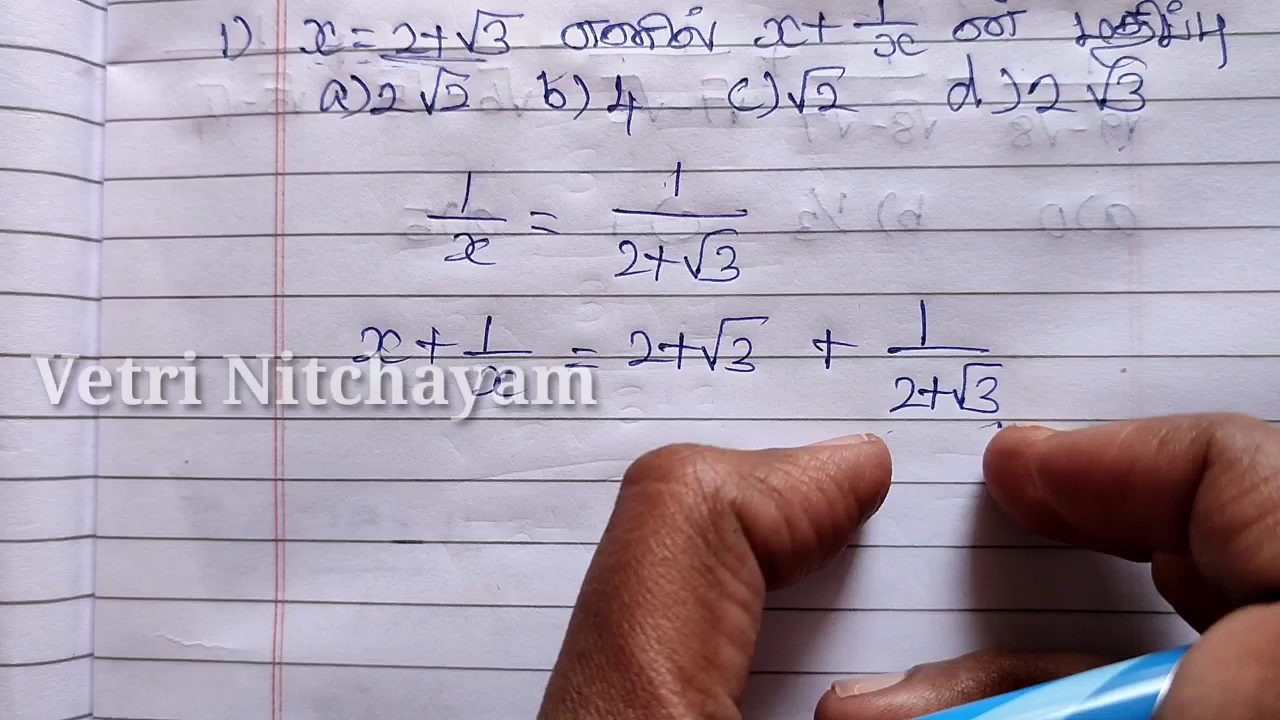 1) x = 2+√3 எனில் x + 1/x ன் மதிப்பு
a) 2√2 b) 4 c) √2 d) 2√3
1/x = 1/(2+√3)
x + 1/x = 2+√3 + 1/(2+√3)
Vetri Nitchayam